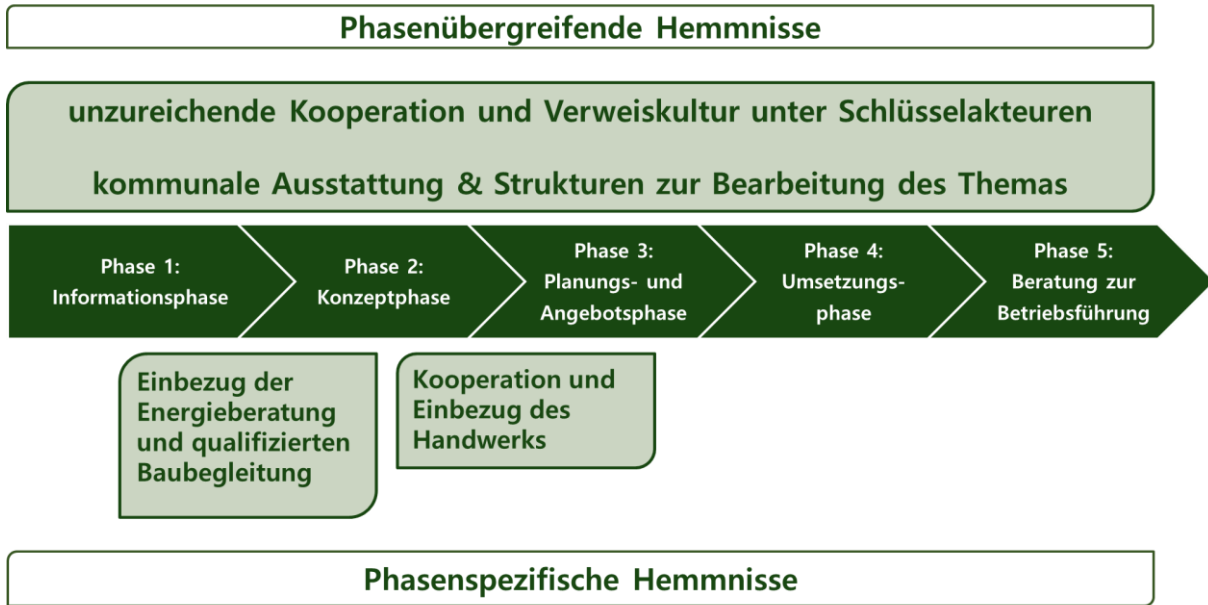 Phasenübergreifende Hemmnisse
unzureichende Kooperation und Verweiskultur unter Schlüsselakteuren
kommunale Ausstattung & Strukturen zur Bearbeitung des Themas
Phase 1:
Informationsphase
Phase 2:
Konzeptphase
Phase 3:
Planungs- und
Angebotsphase
Phase 4:
Umsetzungs-
phase
Phase 5:
Beratung zur
Betriebsführung
Einbezug der
Energieberatung
und qualifizierten
Baubegleitung
Kooperation und
Einbezug des
Handwerks
Phasenspezifische Hemmnisse